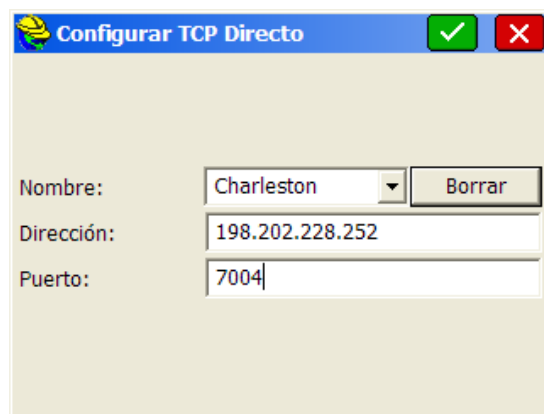 Configurar TCP Directo
Nombre: Charleston Borrar
Dirección: 198.202.228.252
Puerto: 7004